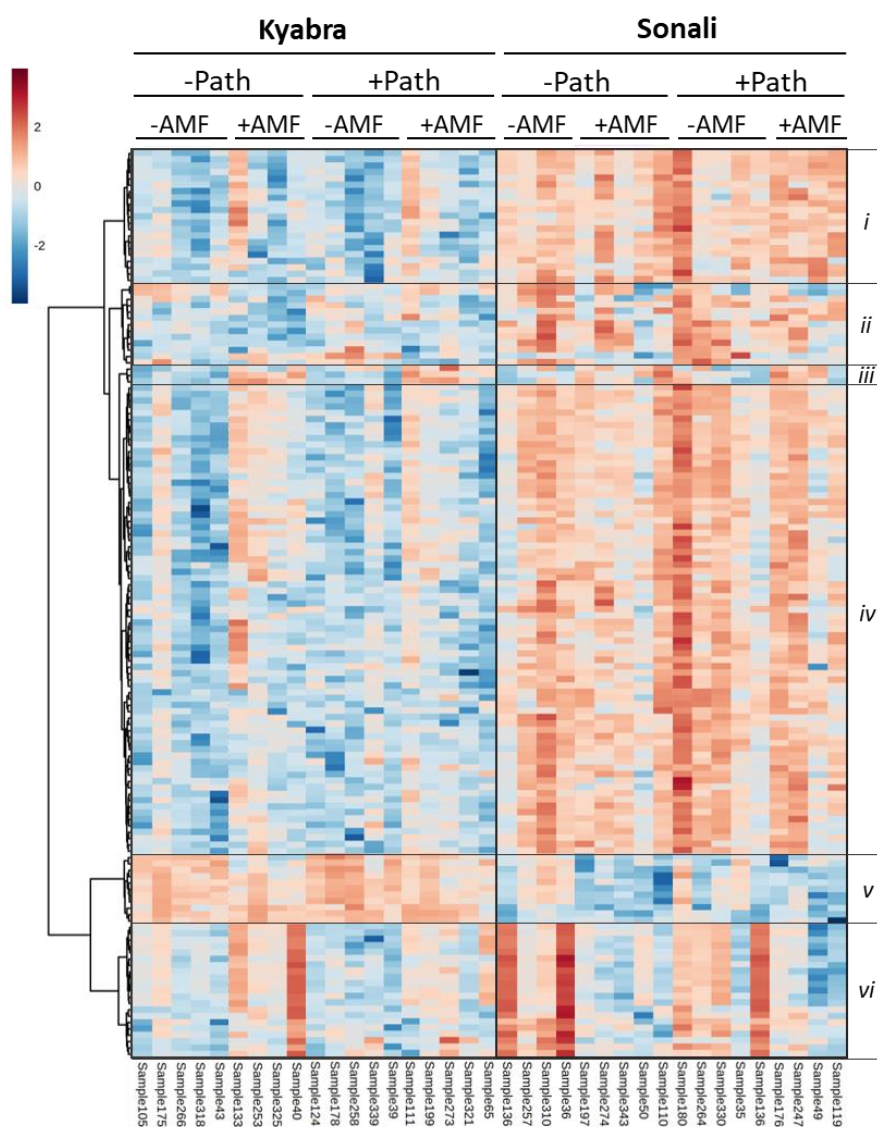 Kyabra Sonali
-Path +Path -Path +Path
-AMF +AMF -AMF +AMF -AMF +AMF -AMF +AMF
2
0
-2
i
ii
iii
iv
v
vi
Sample105
Sample175
Sample266
Sample318
Sample43
Sample133
Sample253
Sample325
Sample40
Sample124
Sample178
Sample258
Sample339
Sample39
Sample111
Sample199
Sample273
Sample321
Sample65
Sample136
Sample257
Sample310
Sample36
Sample197
Sample274
Sample343
Sample50
Sample110
Sample180
Sample264
Sample330
Sample35
Sample136
Sample176
Sample247
Sample49
Sample119